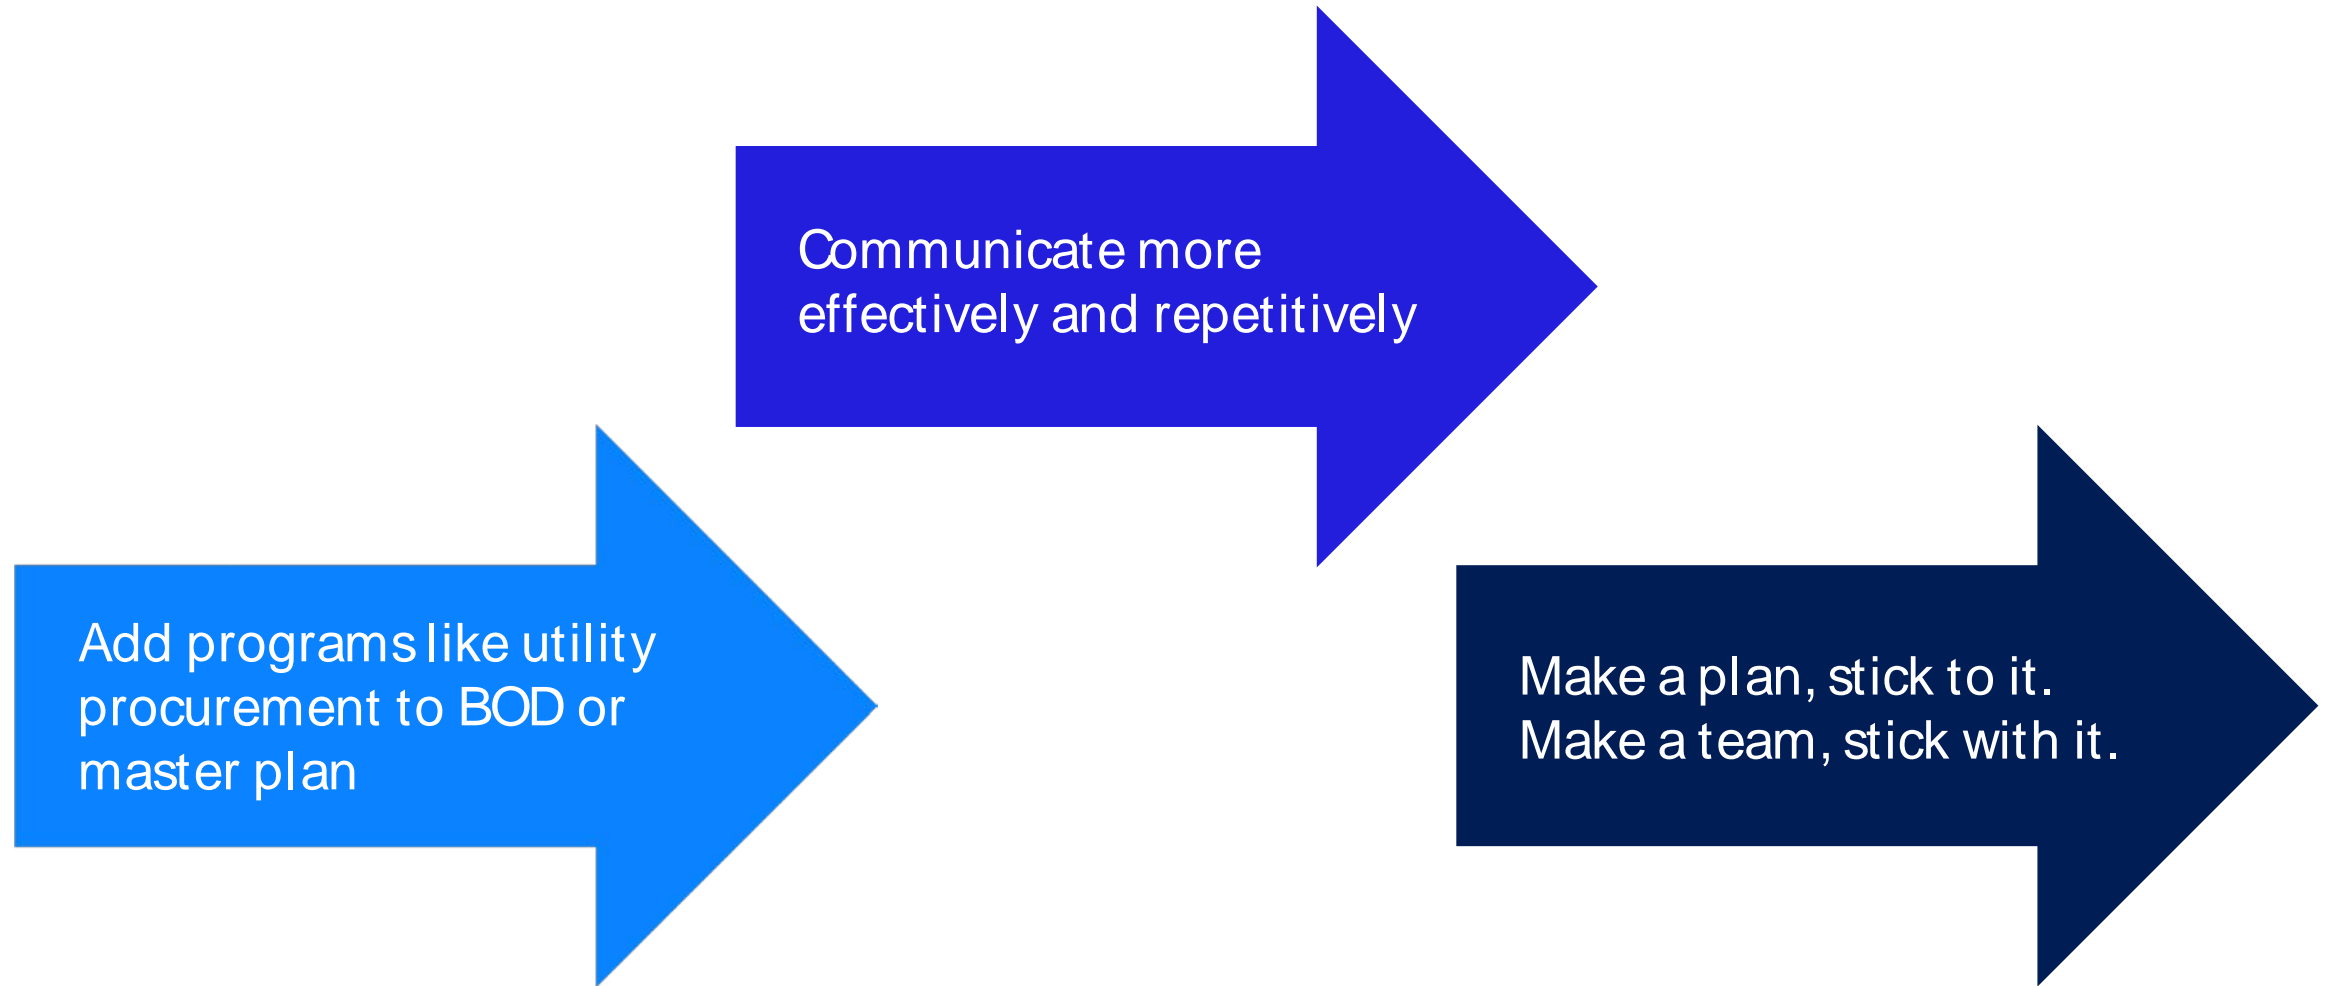 Add programs like utility
procurement to BOD or
master plan
Communicate more
effectively and repetitively
Make a plan, stick to it.
Make a team, stick with it.